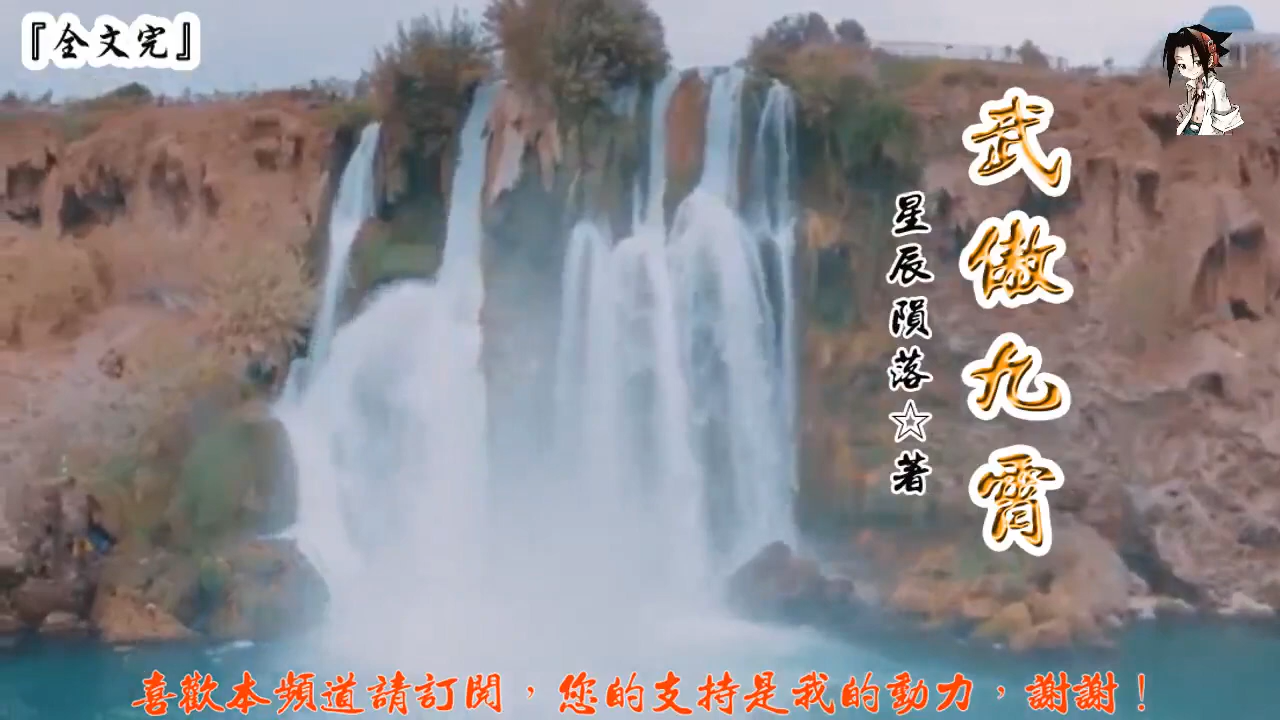 『全文完』
武傲九霄
星辰隕落☆著
喜歡本頻道請訂閱，您的支持是我的動力，謝謝！